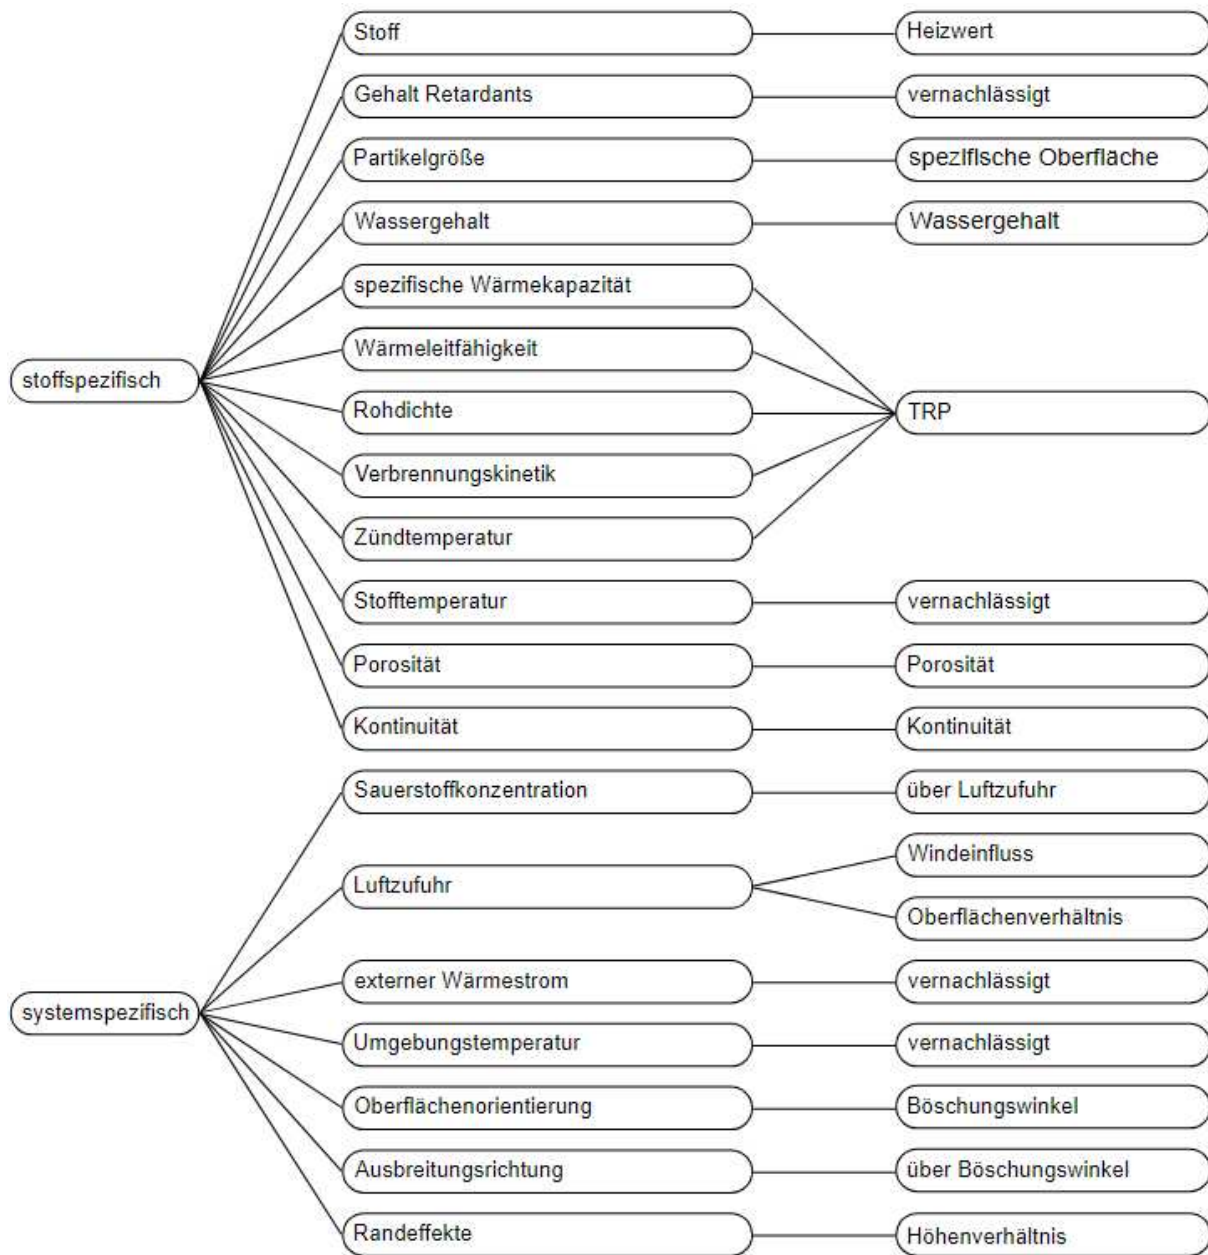 Stoff
Heizwert
Gehalt Retardants
vernachlässigt
Partikelgröße
spezifische Oberfläche
Wassergehalt
Wassergehalt
spezifische Wärmekapazität
Wärmeleitfähigkeit
stoffspezifisch
Rohdichte
TRP
Verbrennungskinetik
Zündtemperatur
Stofftemperatur
vernachlässigt
Porosität
Porosität
Kontinuität
Kontinuität
Sauerstoffkonzentration
über Luftzufuhr
Windeinfluss
Luftzufuhr
Oberflächenverhältnis
externer Wärmestrom
vernachlässigt
systemspezifisch
Umgebungstemperatur
vernachlässigt
Oberflächenorientierung
Böschungswinkel
Ausbreitungsrichtung
über Böschungswinkel
Randeffekte
Höhenverhältnis